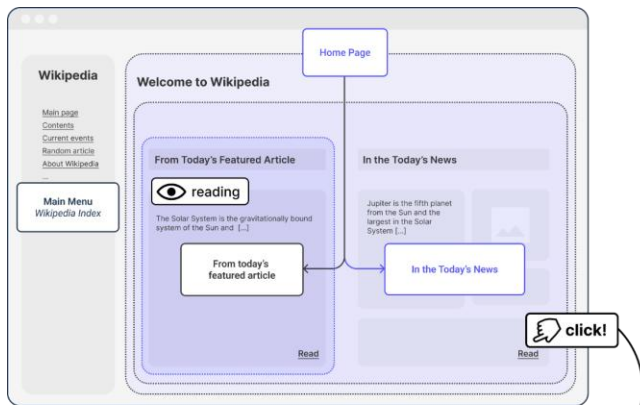 Home Page
Wikipedia
Welcome to Wikipedia
Main page
Contents
Current events
Random article
About Wikipedia
...
Main Menu
Wikipedia Index
From Today's Featured Article
reading
The Solar System is the gravitationally bound
system of the Sun and [...]
From today's
featured article
Read
In the Today's News
Jupiter is the fifth planet
from the Sun and the
largest in the Solar
System [...]
In the Today's News
click!
Read